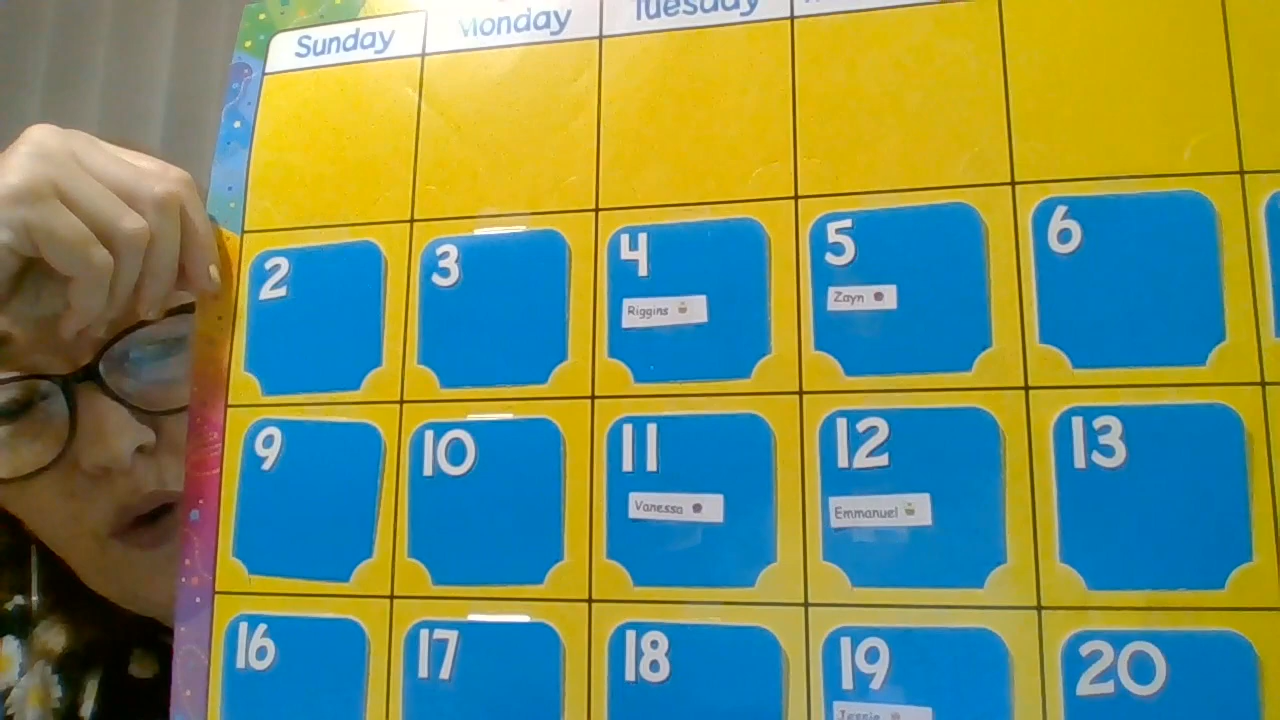 Sunday Monday Tuesday
2 3 4 5 6
Riggins Zayn
9 10 11 12 13
Vanessa Emmanuel
16 17 18 19 20
Jessie